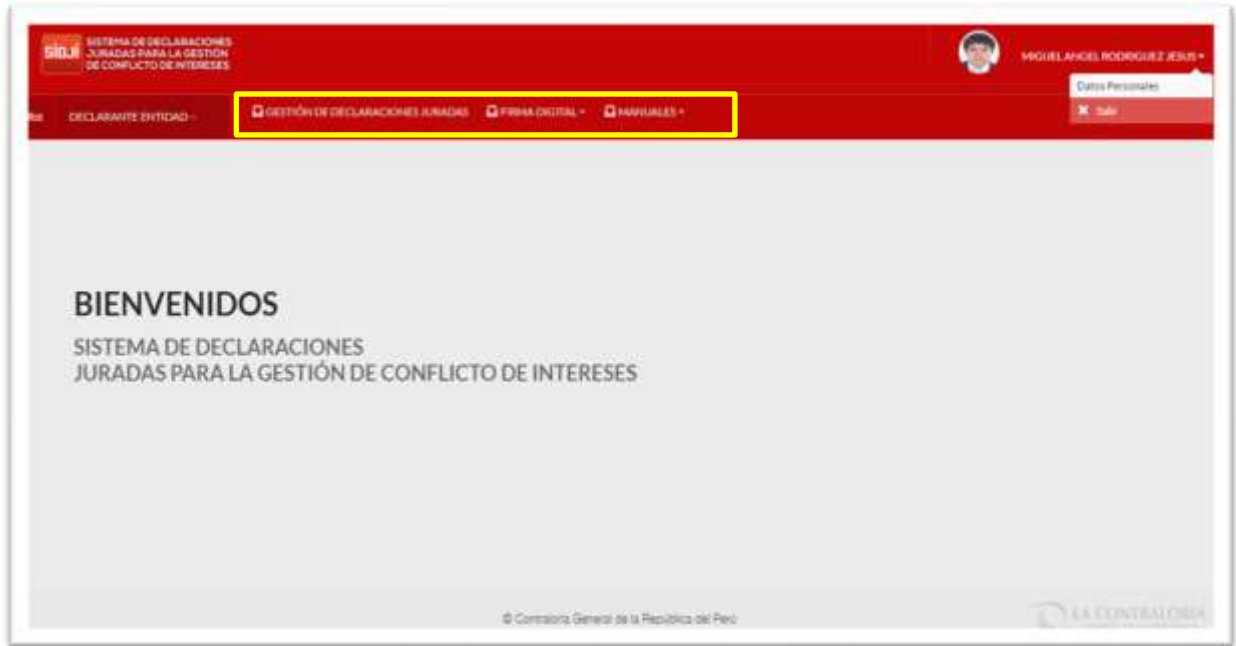 SIDJI
SISTEMA DE DECLARACIONES
JURADAS PARA LA GESTIÓN
DE CONFLICTO DE INTERESES
MIGUEL ANGEL RODRIGUEZ JESUS
Datos Personales
Salir
DECLARANTE ENTIDAD
GESTIÓN DE DECLARACIONES JURADAS
FIRMA DIGITAL
MANUALES
BIENVENIDOS
SISTEMA DE DECLARACIONES
JURADAS PARA LA GESTIÓN DE CONFLICTO DE INTERESES
© Contraloría General de la República del Perú
LA CONTRALORÍA